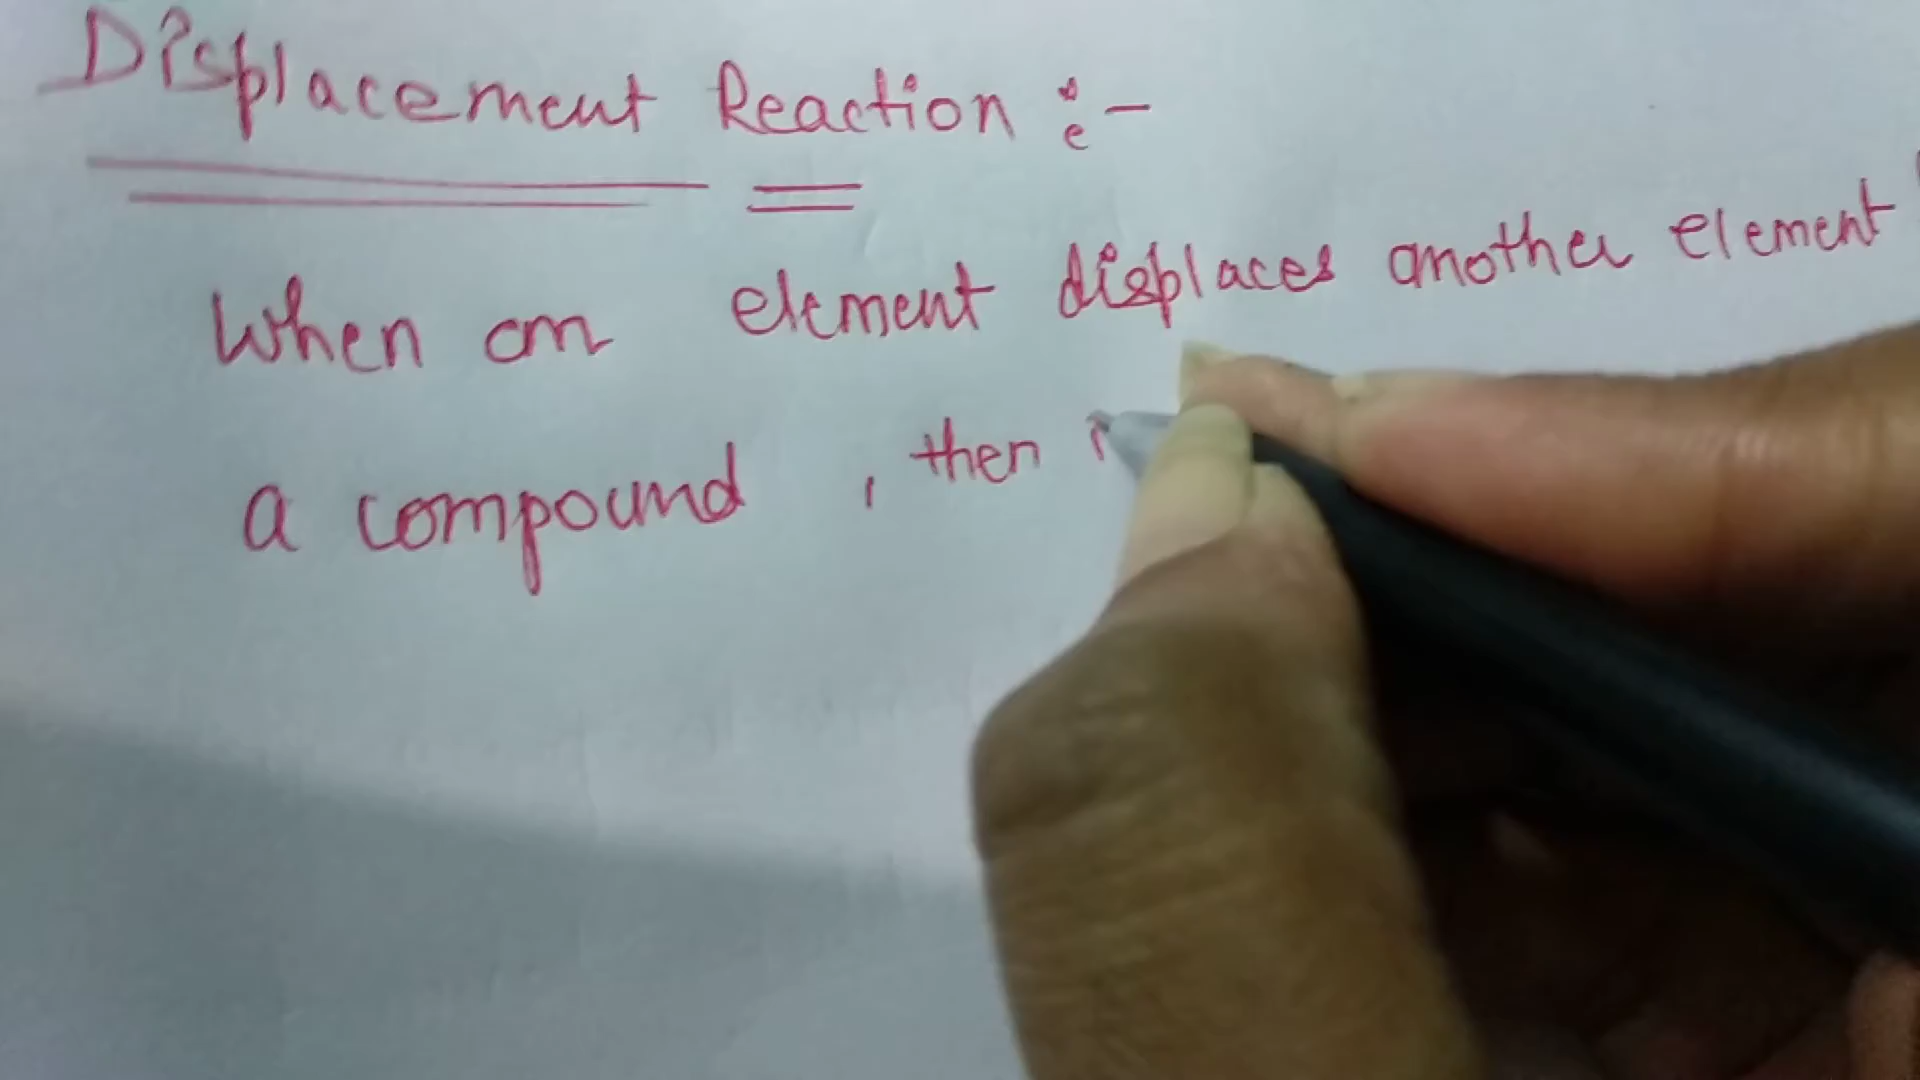 Displacement Reaction :-
When an element displaces another element
a compound , then